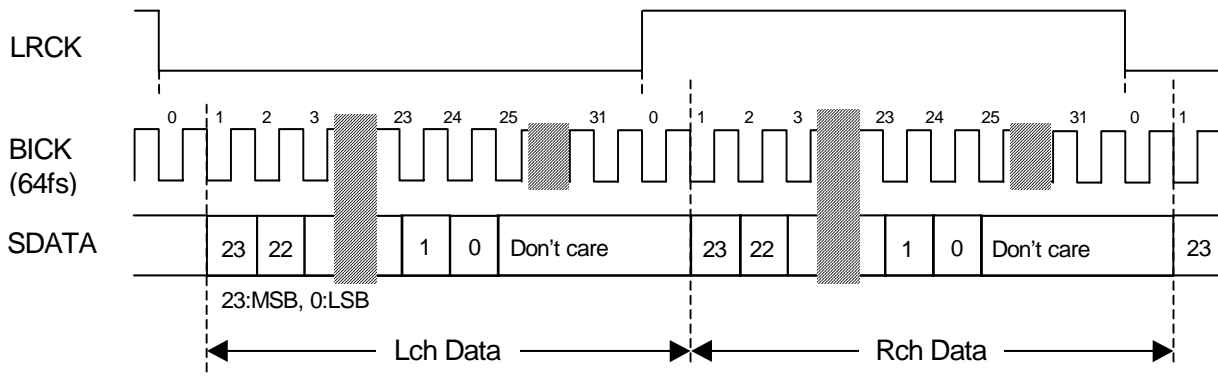 LRCK
0 1 2 3 23 24 25 31 0 1 2 3 23 24 25 31 0 1
BICK
(64fs)
SDATA
23 22 1 0 Don't care 23 22 1 0 Don't care 23
23:MSB, 0:LSB
Lch Data Rch Data